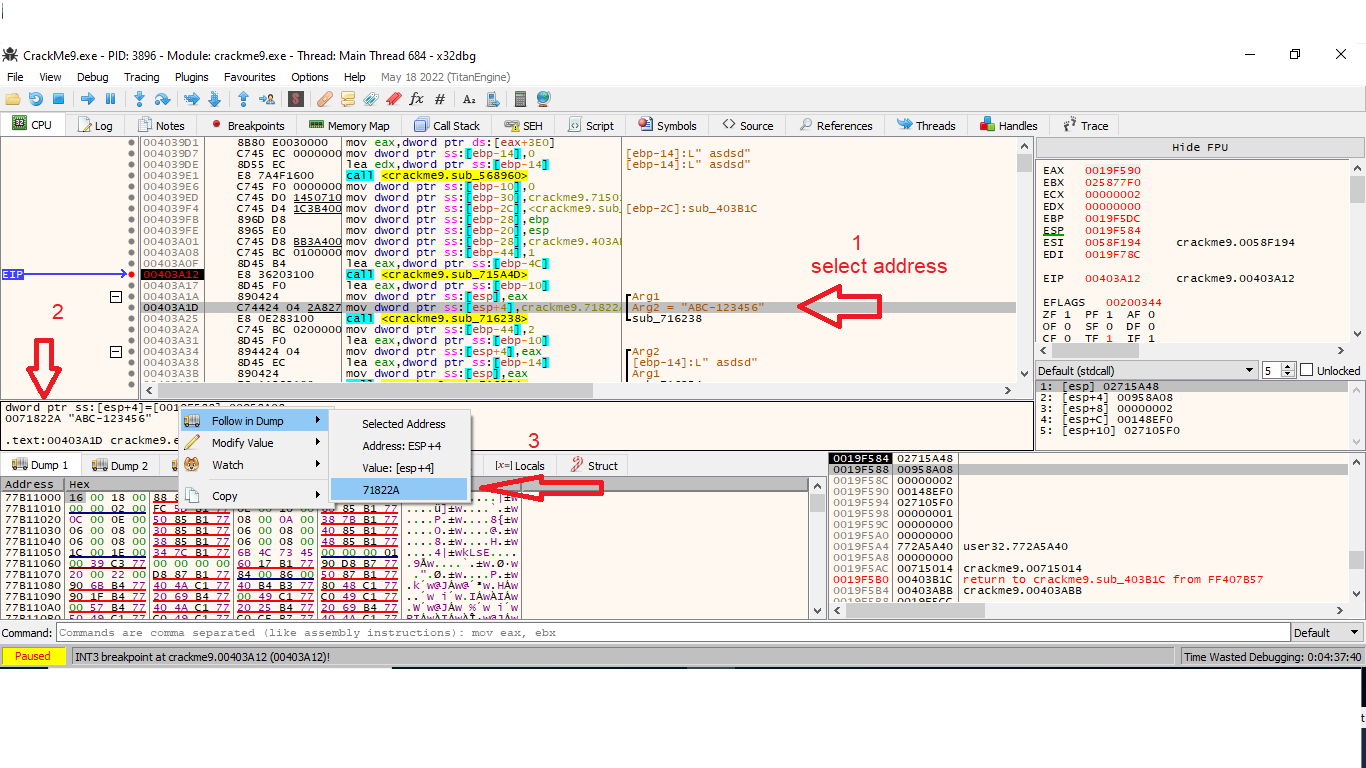 CrackMe9.exe - PID: 3896 - Module: crackme9.exe - Thread: Main Thread 684 - x32dbg
File View Debug Tracing Plugins Favourites Options Help May 18 2022 (TitanEngine)
CPU Log Notes Breakpoints Memory Map Call Stack SEH Script Symbols Source References Threads Handles Trace
004039D1 8B80 E0030000 mov eax,dword ptr ds:[eax+3E0]
004039D7 C745 EC 0000000 mov dword ptr ss:[ebp-14],0 [ebp-14]:L" asdsd"
004039DE 8D55 EC lea edx,dword ptr ss:[ebp-14] [ebp-14]:L" asdsd"
004039E1 E8 7A4F1600 call <crackme9.sub_568960>
004039E6 C745 F0 0000000 mov dword ptr ss:[ebp-10],0
004039ED C745 D0 1450710 mov dword ptr ss:[ebp-30],crackme9.71501
004039F4 C745 D4 1C3B400 mov dword ptr ss:[ebp-2C],<crackme9.sub_ [ebp-2C]:sub_403B1C
004039FB 896D D8 mov dword ptr ss:[ebp-28],ebp
004039FE 8965 E0 mov dword ptr ss:[ebp-20],esp
00403A01 C745 D8 BB3A400 mov dword ptr ss:[ebp-28],crackme9.403AB
00403A08 C745 BC 0100000 mov dword ptr ss:[ebp-44],1
00403A0F 8D45 B4 lea eax,dword ptr ss:[ebp-4C]
EIP 00403A12 E8 36203100 call <crackme9.sub_715A4D>
00403A17 8D45 F0 lea eax,dword ptr ss:[ebp-10]
00403A1A 890424 mov dword ptr ss:[esp],eax Arg1
00403A1D C74424 04 2A827 mov dword ptr ss:[esp+4],crackme9.71822A Arg2 = "ABC-123456"
00403A25 E8 0E283100 call <crackme9.sub_716238> sub_716238
00403A2A C745 BC 0200000 mov dword ptr ss:[ebp-44],2
00403A31 8D45 F0 lea eax,dword ptr ss:[ebp-10]
00403A34 894424 04 mov dword ptr ss:[esp+4],eax Arg2
00403A38 8D45 EC lea eax,dword ptr ss:[ebp-14] [ebp-14]:L" asdsd"
00403A3B 890424 mov dword ptr ss:[esp],eax Arg1
1
select address
2
3
Hide FPU
EAX 0019F590
EBX 025877F0
ECX 00000002
EDX 00000000
EBP 0019F5DC
ESP 0019F584
ESI 0058F194 crackme9.0058F194
EDI 0019F78C
EIP 00403A12 crackme9.00403A12
EFLAGS 00200344
ZF 1 PF 1 AF 0
OF 0 SF 0 DF 0
CF 0 TF 1 IF 1
Default (stdcall) 5 Unlocked
1: [esp] 02715A48
2: [esp+4] 00958A08
3: [esp+8] 00000002
4: [esp+C] 00148EF0
5: [esp+10] 027105F0
dword ptr ss:[esp+4]=[0019F588]
0071822A "ABC-123456"
.text:00403A1D crackme9.e
Follow in Dump
Modify Value
Watch
Copy
Selected Address
Address: ESP+4
Value: [esp+4]
71822A
Dump 1 Dump 2 [x=] Locals Struct
Address Hex
77B11000 16 00 18 00
77B11010 00 00 02 00
77B11020 0C 00 0E 00 50 85 B1 77 08 00 0A 00 38 7B B1 77
77B11030 06 00 08 00 30 85 B1 77 06 00 08 00 40 85 B1 77
77B11040 06 00 08 00 38 85 B1 77 06 00 08 00 48 85 B1 77
77B11050 1C 00 1E 00 34 7C B1 77 6B 4C 73 45 00 00 00 01
77B11060 00 39 C3 77 00 00 00 00 60 17 B1 77 90 D8 B7 77
77B11070 20 00 22 00 D8 87 B1 77 84 00 86 00 50 87 B1 77
77B11080 90 6B B4 77 40 4A C1 77 40 B4 B3 77 80 48 C1 77
77B11090 90 1F B4 77 20 69 B4 77 00 49 C1 77 20 69 B4 77
77B110A0 00 57 B4 77 40 4A C1 77 20 25 B4 77 20 69 B4 77
0019F584 02715A48
0019F588 00958A08
0019F58C 00000002
0019F590 00148EF0
0019F594 027105F0
0019F598 00000001
0019F59C 00000000
0019F5A0 00000000
0019F5A4 772A5A40 user32.772A5A40
0019F5A8 00000000
0019F5AC 00715014 crackme9.00715014
0019F5B0 00403B1C return to crackme9.sub_403B1C from FF407B57
0019F5B4 00403ABB crackme9.00403ABB
Command: Commands are comma separated (like assembly instructions): mov eax, ebx Default
Paused INT3 breakpoint at crackme9.00403A12 (00403A12)! Time Wasted Debugging: 0:04:37:40